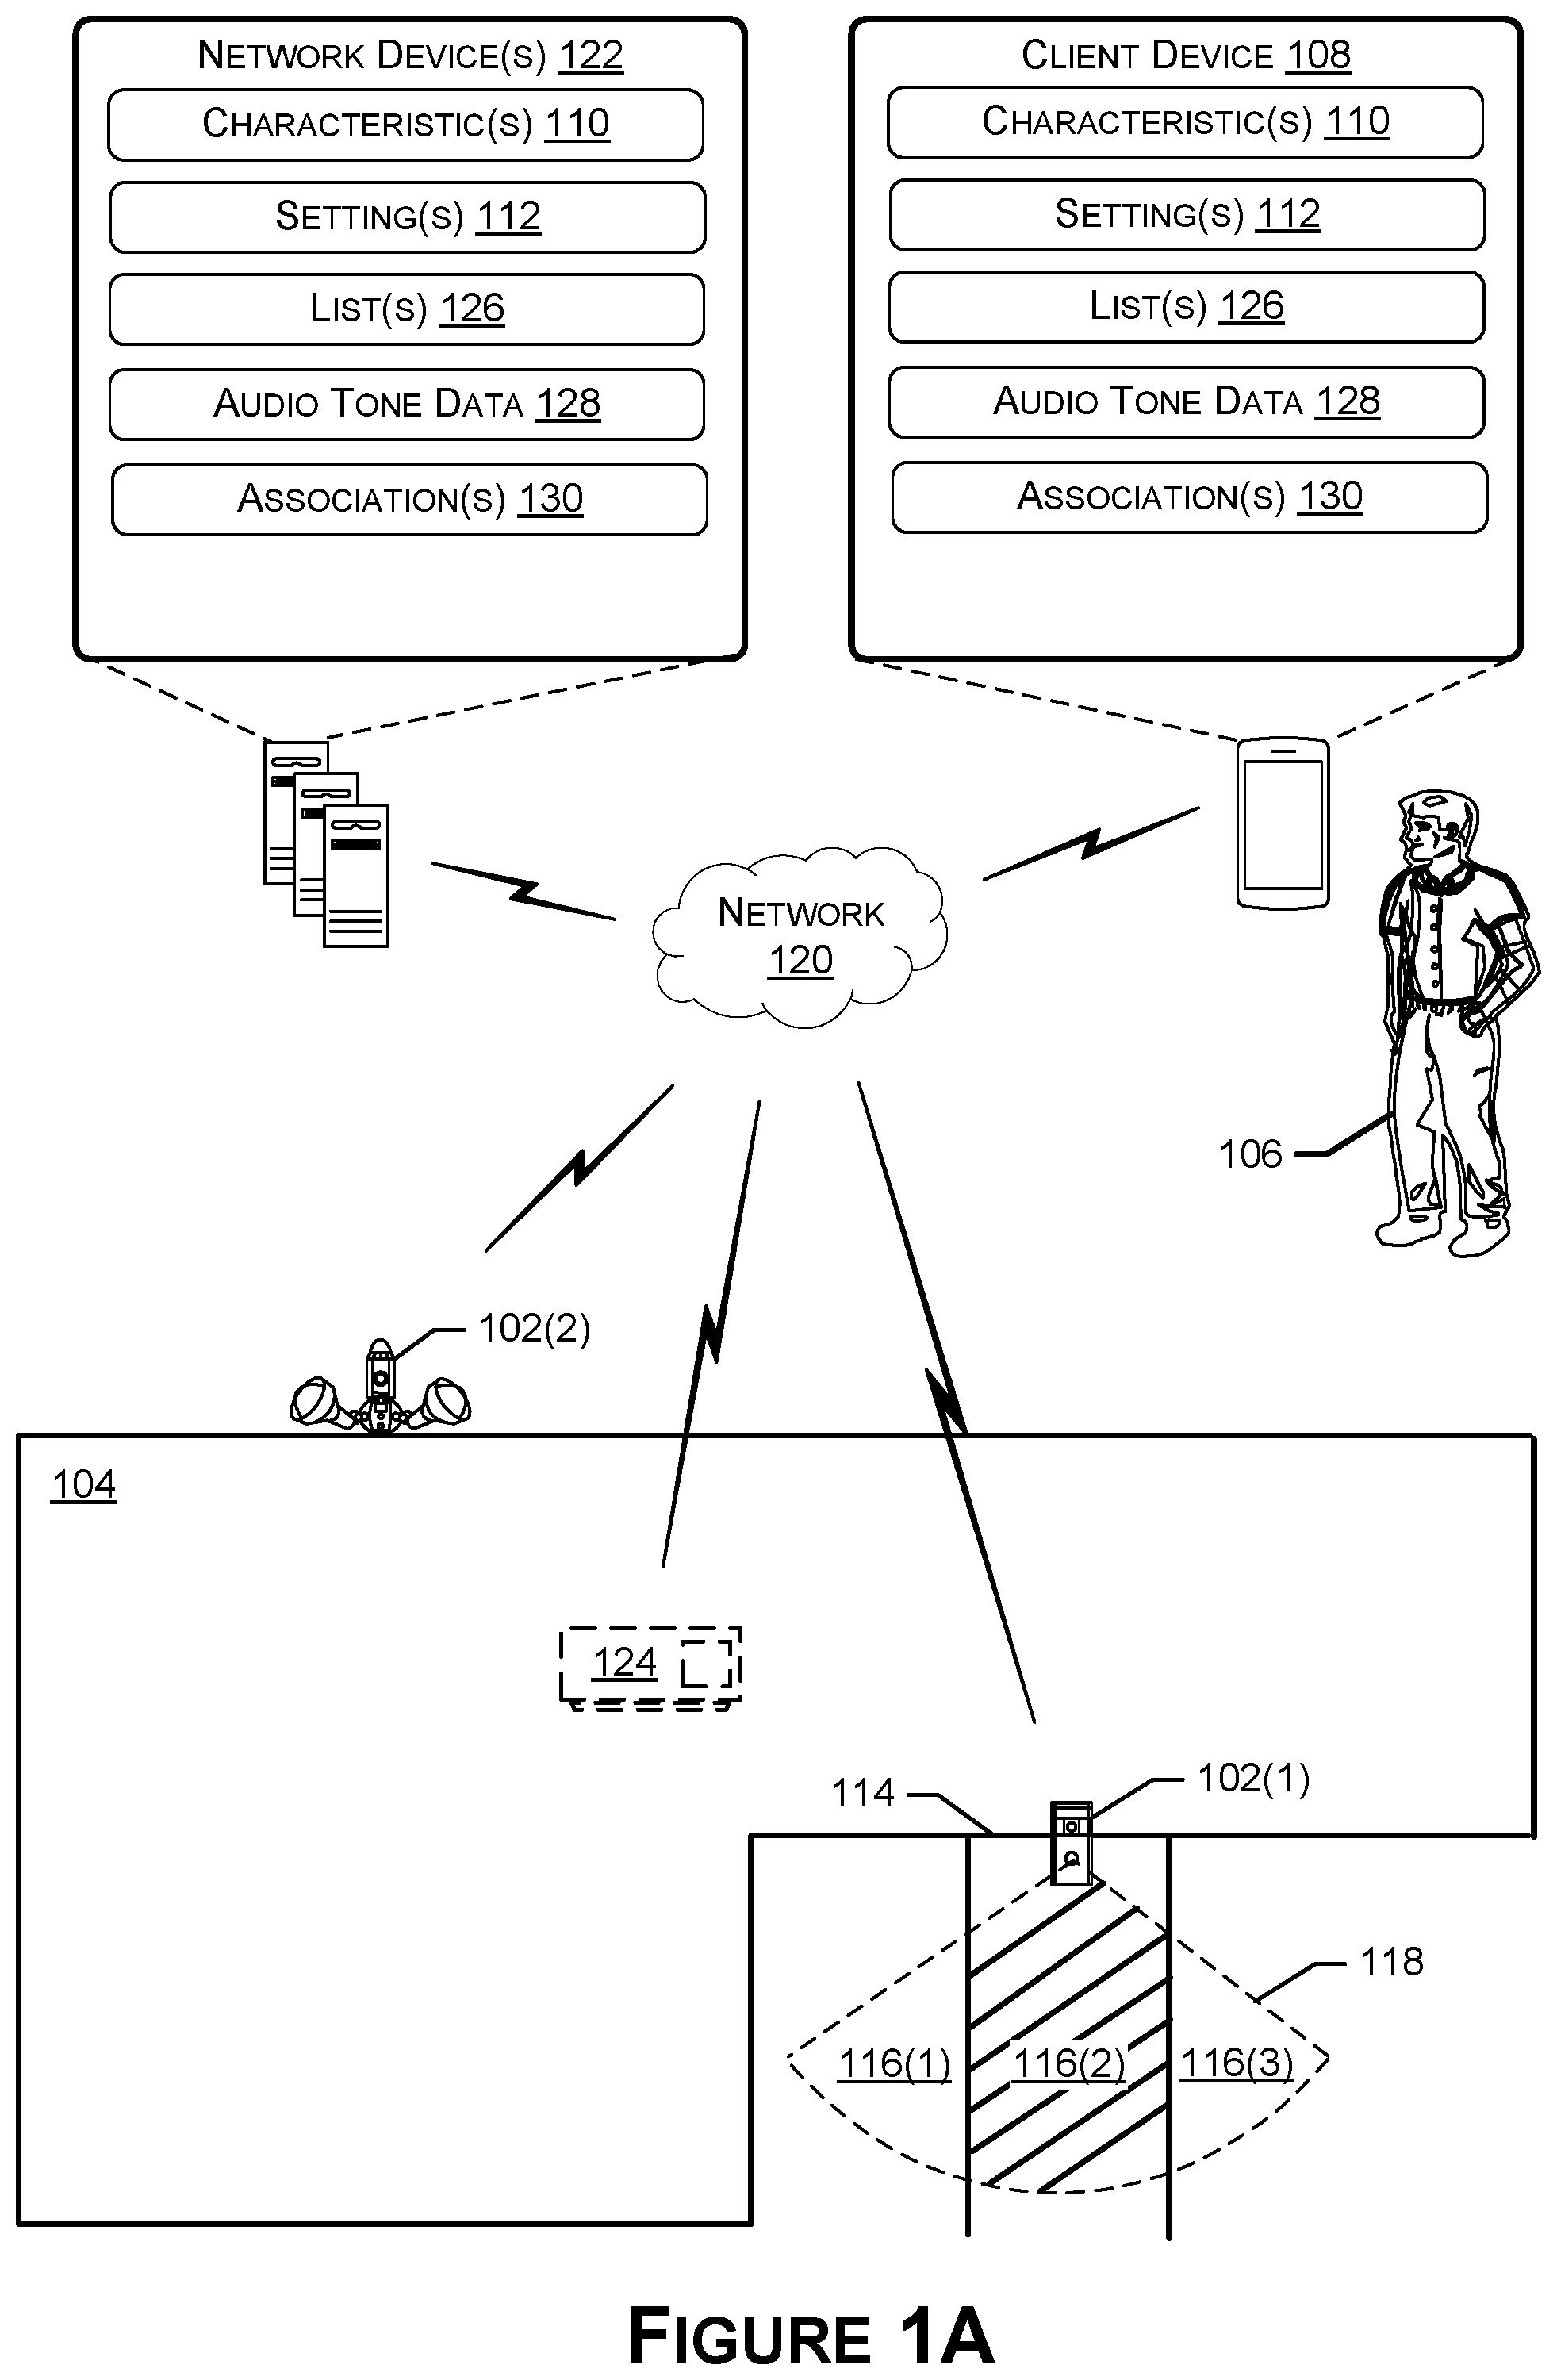 NETWORK DEVICE(S) 122
CHARACTERISTIC(S) 110
SETTING(S) 112
LIST(S) 126
AUDIO TONE DATA 128
ASSOCIATION(S) 130
CLIENT DEVICE 108
CHARACTERISTIC(S) 110
SETTING(S) 112
LIST(S) 126
AUDIO TONE DATA 128
ASSOCIATION(S) 130
NETWORK
120
106
102(2)
104
124
114
102(1)
118
116(1)
116(2)
116(3)
FIGURE 1A